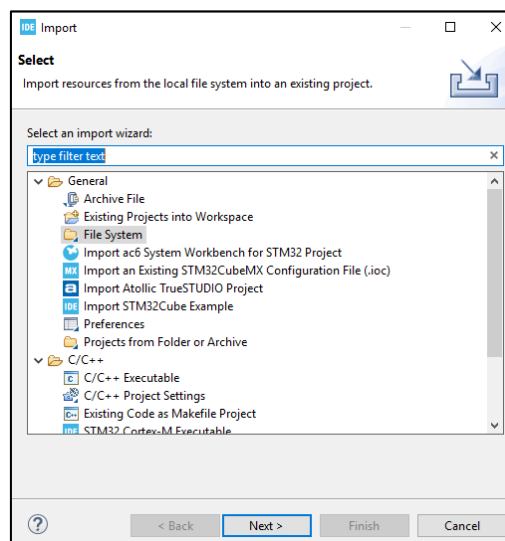 IDE Import
Select
Import resources from the local file system into an existing project.
Select an import wizard:
type filter text
General
Archive File
Existing Projects into Workspace
File System
Import ac6 System Workbench for STM32 Project
MX Import an Existing STM32CubeMX Configuration File (.ioc)
a Import Atollic TrueSTUDIO Project
IDE Import STM32Cube Example
Preferences
Projects from Folder or Archive
C/C++
c C/C++ Executable
C/C++ Project Settings
C++ Existing Code as Makefile Project
IDE STM32 Cortex-M Executable
? < Back Next > Finish Cancel